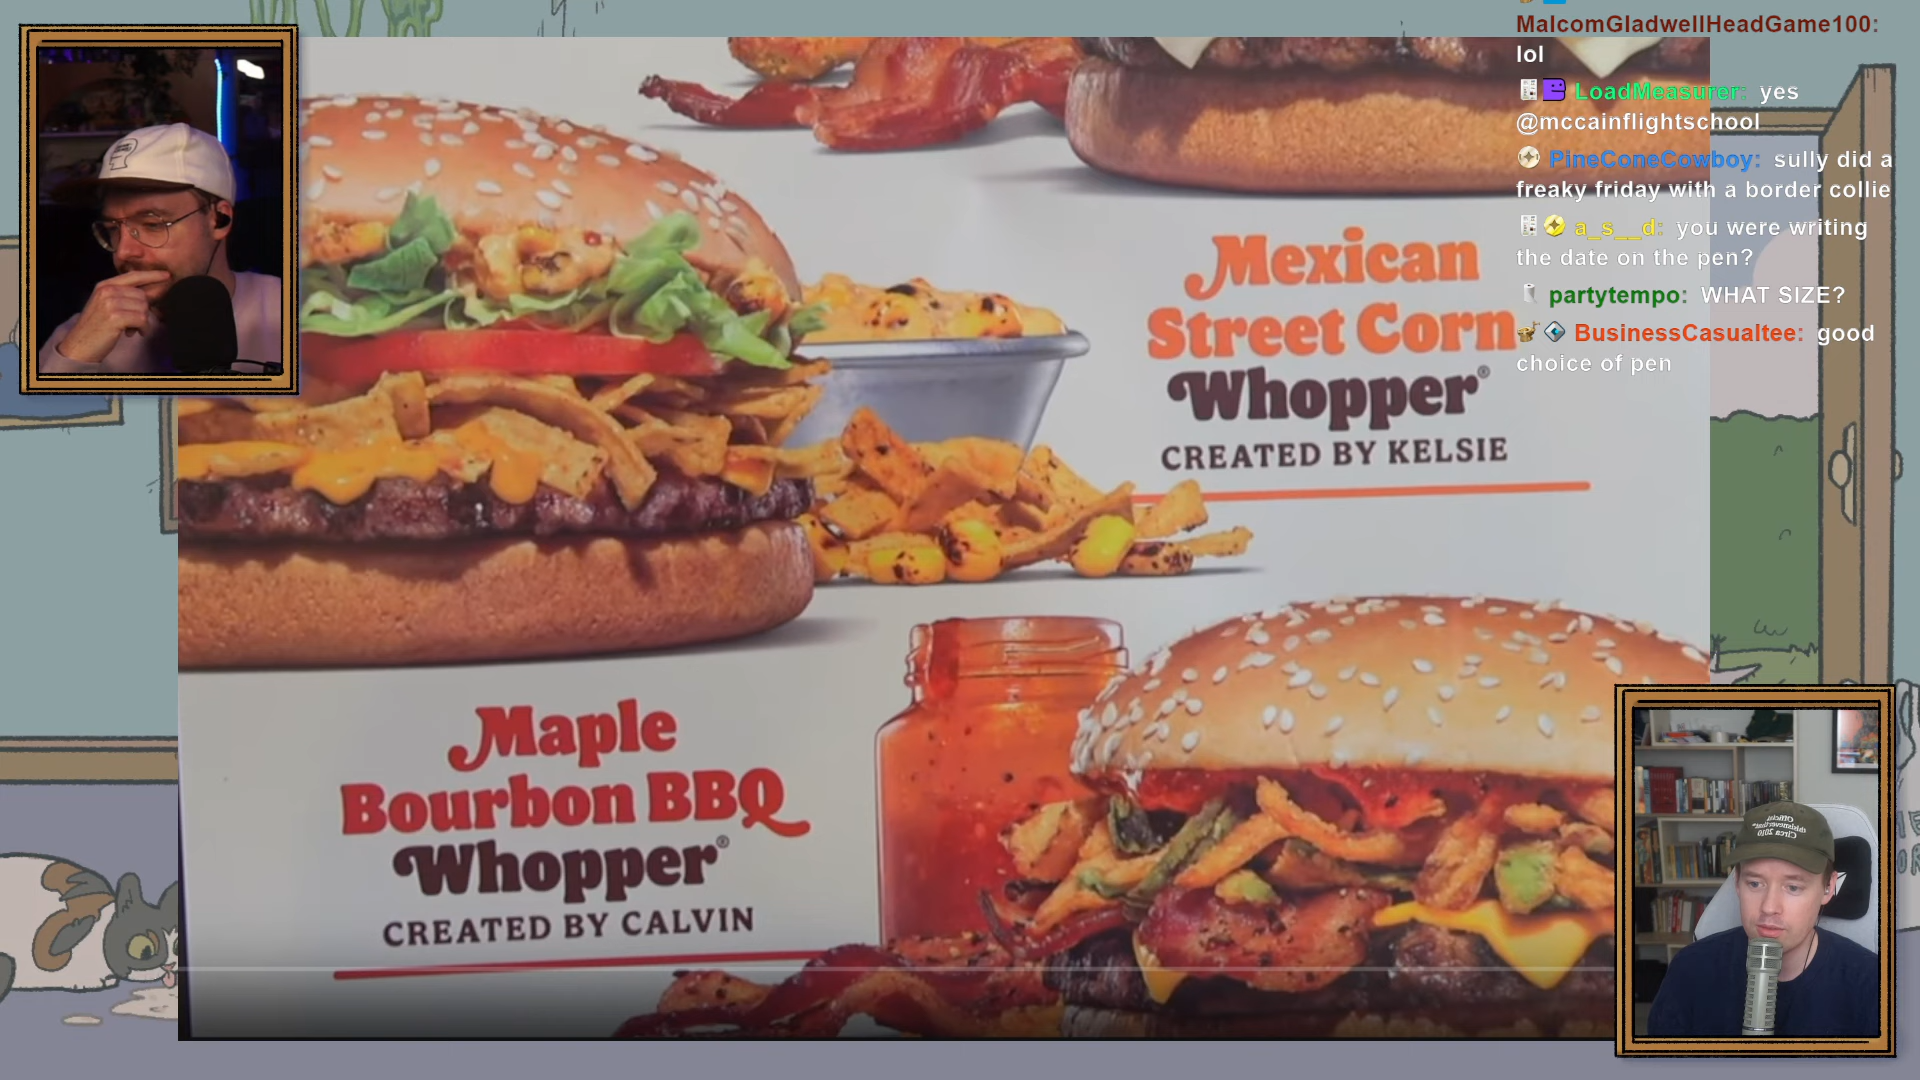 MalcomGladwellHeadGame100:
lol
LoadMeasurer: yes
@mccainflightschool
PineConeCowboy: sully did a
freaky friday with a border collie
a_s__d: you were writing
the date on the pen?
partytempo: WHAT SIZE?
BusinessCasualtee: good
choice of pen
Mexican
Street Corn
Whopper®
CREATED BY KELSIE
Maple
Bourbon BBQ
Whopper®
CREATED BY CALVIN